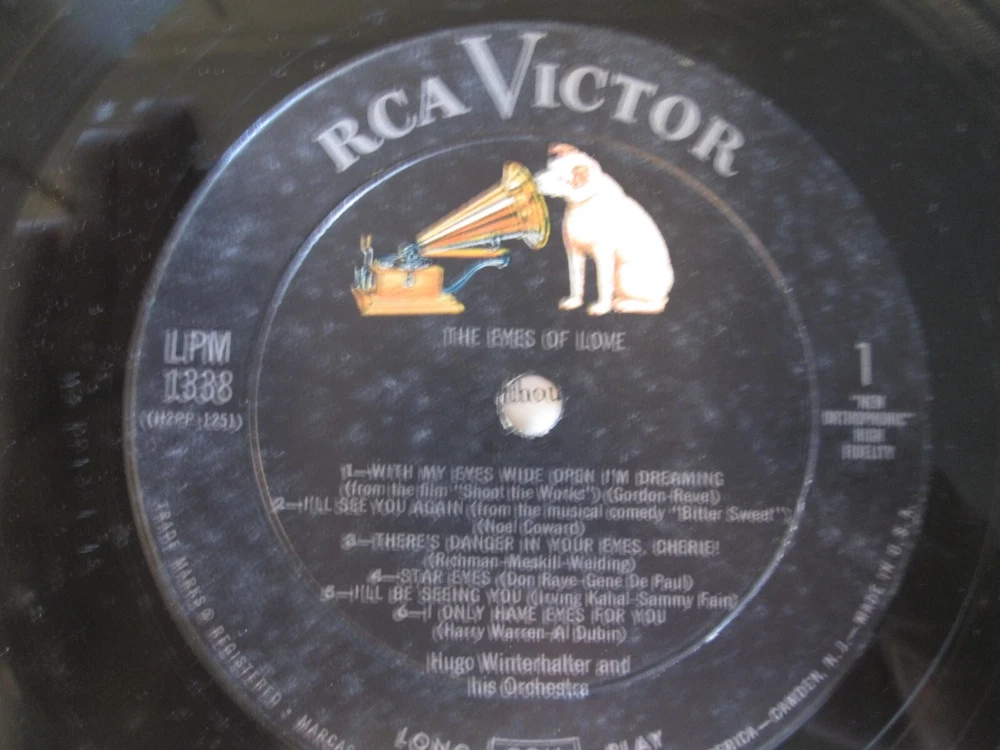 RCA VICTOR
THE EYES OF LOVE
LPM
1338
(H2PP-1251)
1
"NEW
ORTHOPHONIC"
HIGH
FIDELITY
thou
1—WITH MY EYES WIDE OPEN I'M DREAMING
(from the film "Shoot the Works") (Gordon-Revel)
2—I'LL SEE YOU AGAIN (from the musical comedy "Bitter Sweet")
(Noel Coward)
3—THERE'S DANGER IN YOUR EYES, CHERIE!
(Richman-Meskill-Wending)
4—STAR EYES (Don Raye-Gene De Paul)
5—I'LL BE SEEING YOU (Irving Kahal-Sammy Fain)
6—I ONLY HAVE EYES FOR YOU
(Harry Warren-Al Dubin)
Hugo Winterhalter and
his Orchestra
TRADE MARKS ® REGISTERED • MARCAS
LONG PLAY
AMERICA—CAMDEN, N. J.—MADE IN U.S.A.